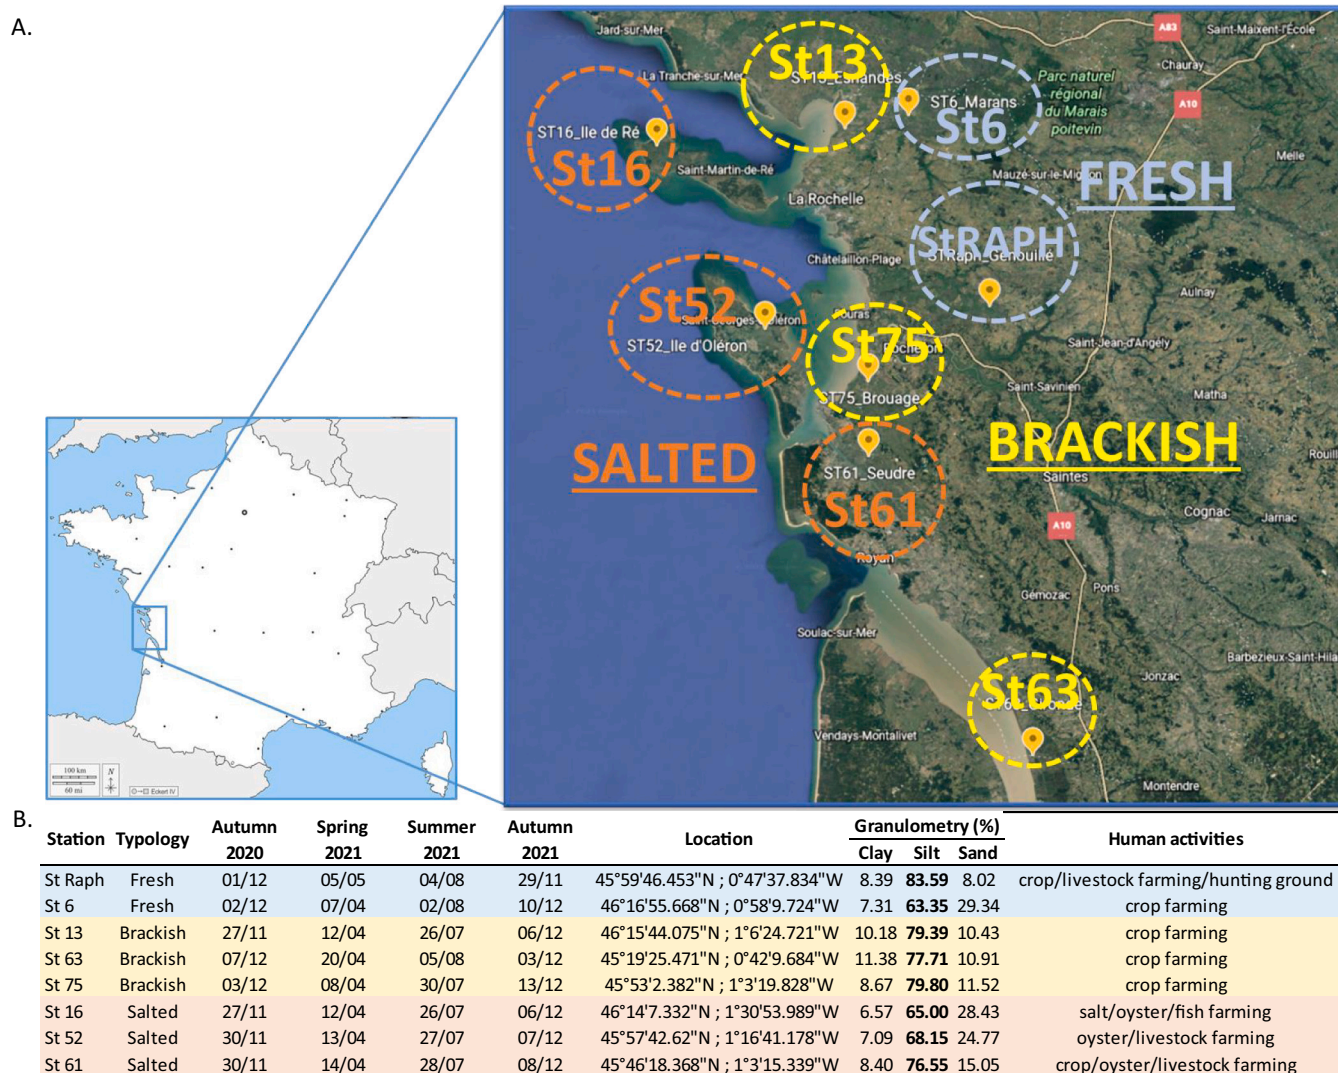 A.
Jard-sur-Mer
A83
Saint-Maixent-l'École
St13
Chauray
La Tranche-sur-Mer
ST13_Esnandes
Parc naturel
régional
du Marais
poitevin
A10
ST6_Marans
St6
ST16_Ile de Ré
St16
Saint-Martin-de-Ré
Melle
Mauzé-sur-le-Mignon
FRESH
La Rochelle
StRAPH
STRaph_Genouillé
Châtelaillon-Plage
Aulnay
St52
Saint-Georges-d'Oléron
Fouras
ST52_Ile d'Oléron
St75
Rochefort
Saint-Jean-d'Angély
Saint-Savinien
Matha
ST75_Brouage
BRACKISH
SALTED
ST61_Seudre
St61
Saintes
Cognac
Jarnac
A10
Royan
Gémozac
Pons
Soulac-sur-Mer
Barbezieux-Saint-Hila
Jonzac
St63
ST63_Gironde
Vendays-Montalivet
Montendre
100 km
60 mi
N
Eckert IV
B.
Station Typology Autumn 2020 Spring 2021 Summer 2021 Autumn 2021 Location Granulometry (%) Clay Silt Sand Human activities
St Raph Fresh 01/12 05/05 04/08 29/11 45°59'46.453"N ; 0°47'37.834"W 8.39 83.59 8.02 crop/livestock farming/hunting ground
St 6 Fresh 02/12 07/04 02/08 10/12 46°16'55.668"N ; 0°58'9.724"W 7.31 63.35 29.34 crop farming
St 13 Brackish 27/11 12/04 26/07 06/12 46°15'44.075"N ; 1°6'24.721"W 10.18 79.39 10.43 crop farming
St 63 Brackish 07/12 20/04 05/08 03/12 45°19'25.471"N ; 0°42'9.684"W 11.38 77.71 10.91 crop farming
St 75 Brackish 03/12 08/04 30/07 13/12 45°53'2.382"N ; 1°3'19.828"W 8.67 79.80 11.52 crop farming
St 16 Salted 27/11 12/04 26/07 06/12 46°14'7.332"N ; 1°30'53.989"W 6.57 65.00 28.43 salt/oyster/fish farming
St 52 Salted 30/11 13/04 27/07 07/12 45°57'42.62"N ; 1°16'41.178"W 7.09 68.15 24.77 oyster/livestock farming
St 61 Salted 30/11 14/04 28/07 08/12 45°46'18.368"N ; 1°3'15.339"W 8.40 76.55 15.05 crop/oyster/livestock farming